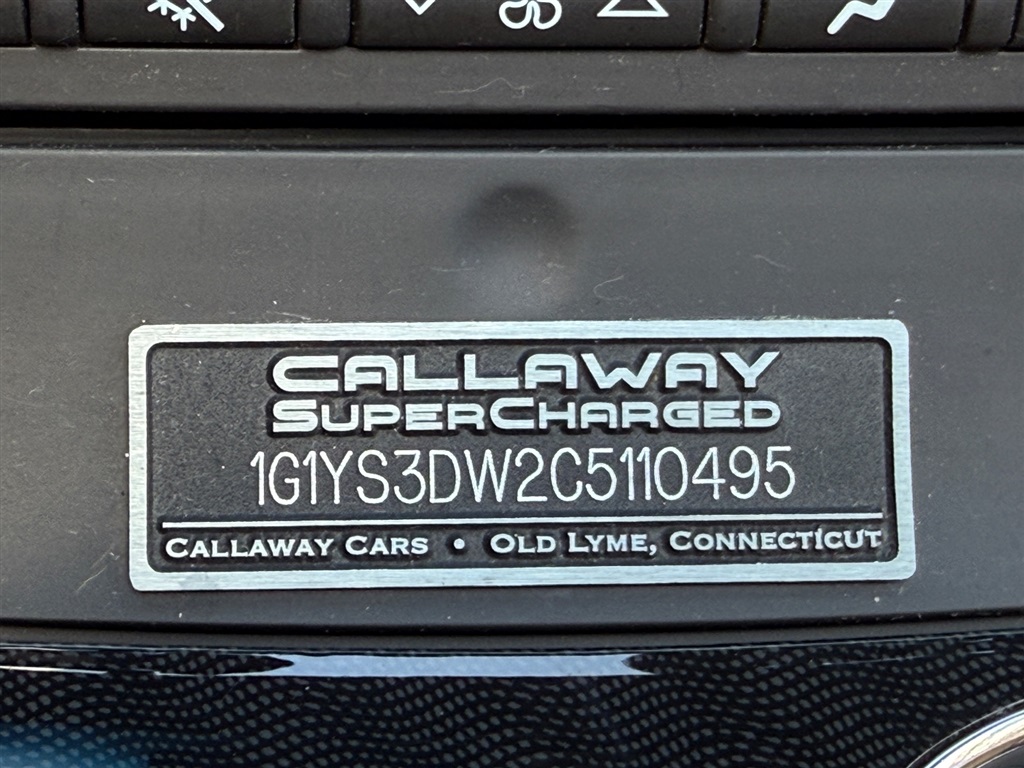 CALLAWAY
SUPERCHARGED
1G1YS3DW2C5110495
CALLAWAY CARS • OLD LYME, CONNECTICUT